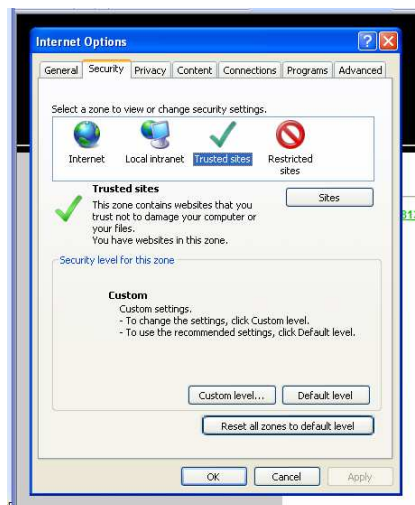 Internet Options
General Security Privacy Content Connections Programs Advanced
Select a zone to view or change security settings.
Internet Local intranet Trusted sites Restricted
sites
Trusted sites
This zone contains websites that you
trust not to damage your computer or
your files.
You have websites in this zone.
Sites
Security level for this zone
Custom
Custom settings.
- To change the settings, click Custom level.
- To use the recommended settings, click Default level.
Custom level... Default level
Reset all zones to default level
OK Cancel Apply